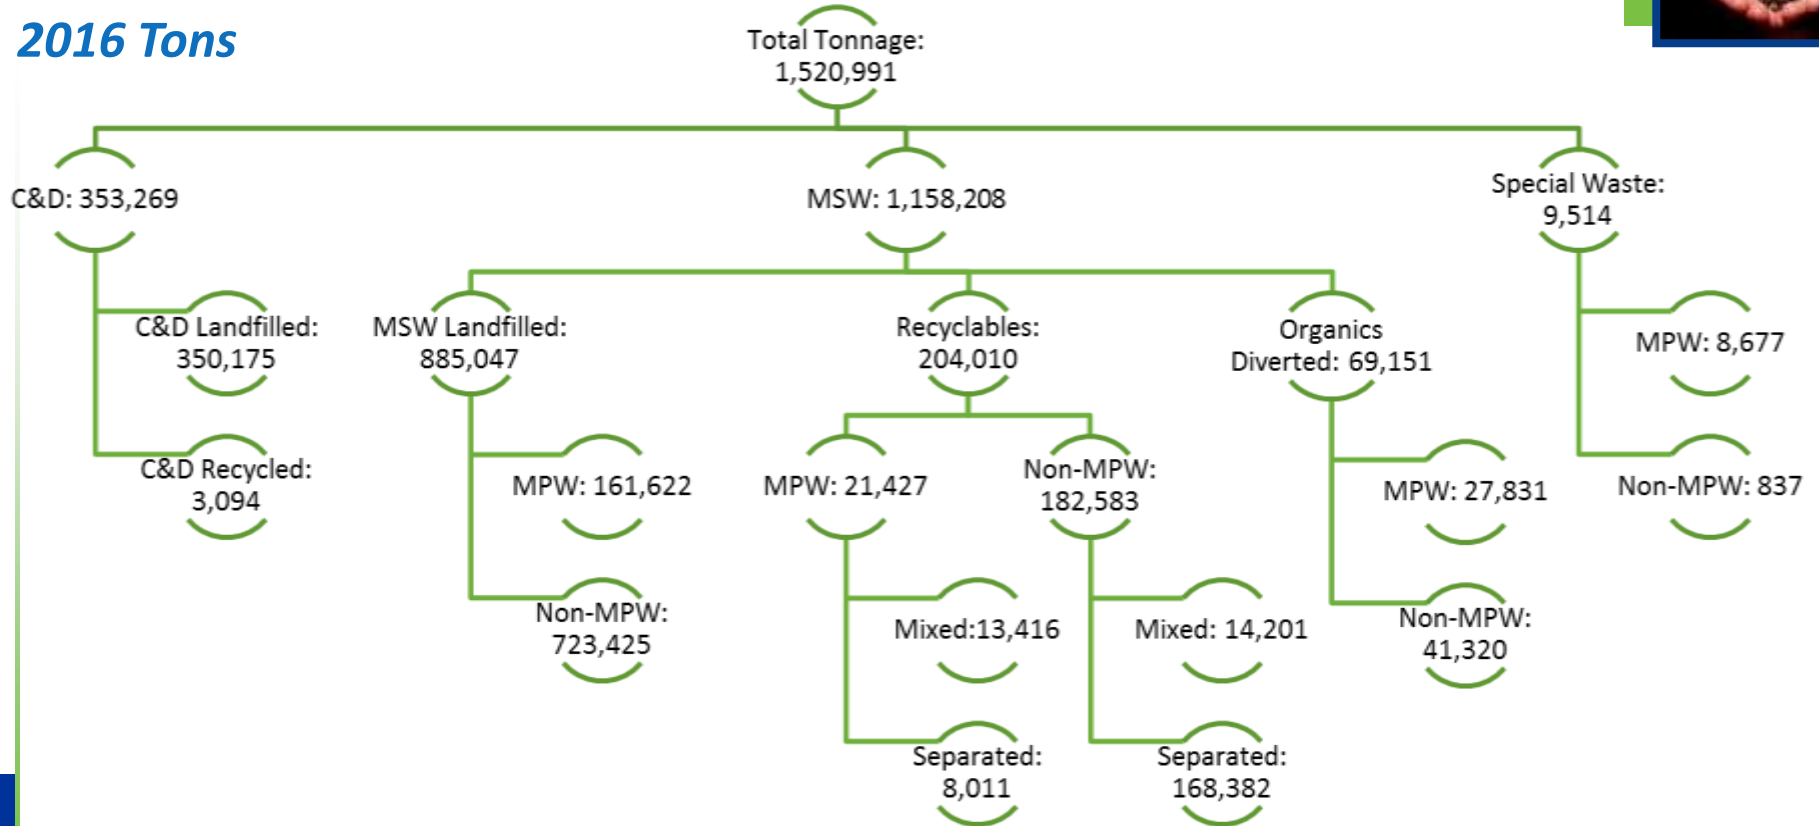 2016 Tons
Total Tonnage:
1,520,991
C&D: 353,269
MSW: 1,158,208
Special Waste:
9,514
C&D Landfilled:
350,175
C&D Recycled:
3,094
MSW Landfilled:
885,047
MPW: 161,622
Non-MPW:
723,425
Recyclables:
204,010
MPW: 21,427
Mixed:13,416
Separated:
8,011
Non-MPW:
182,583
Mixed: 14,201
Separated:
168,382
Organics
Diverted: 69,151
MPW: 27,831
Non-MPW:
41,320
MPW: 8,677
Non-MPW: 837